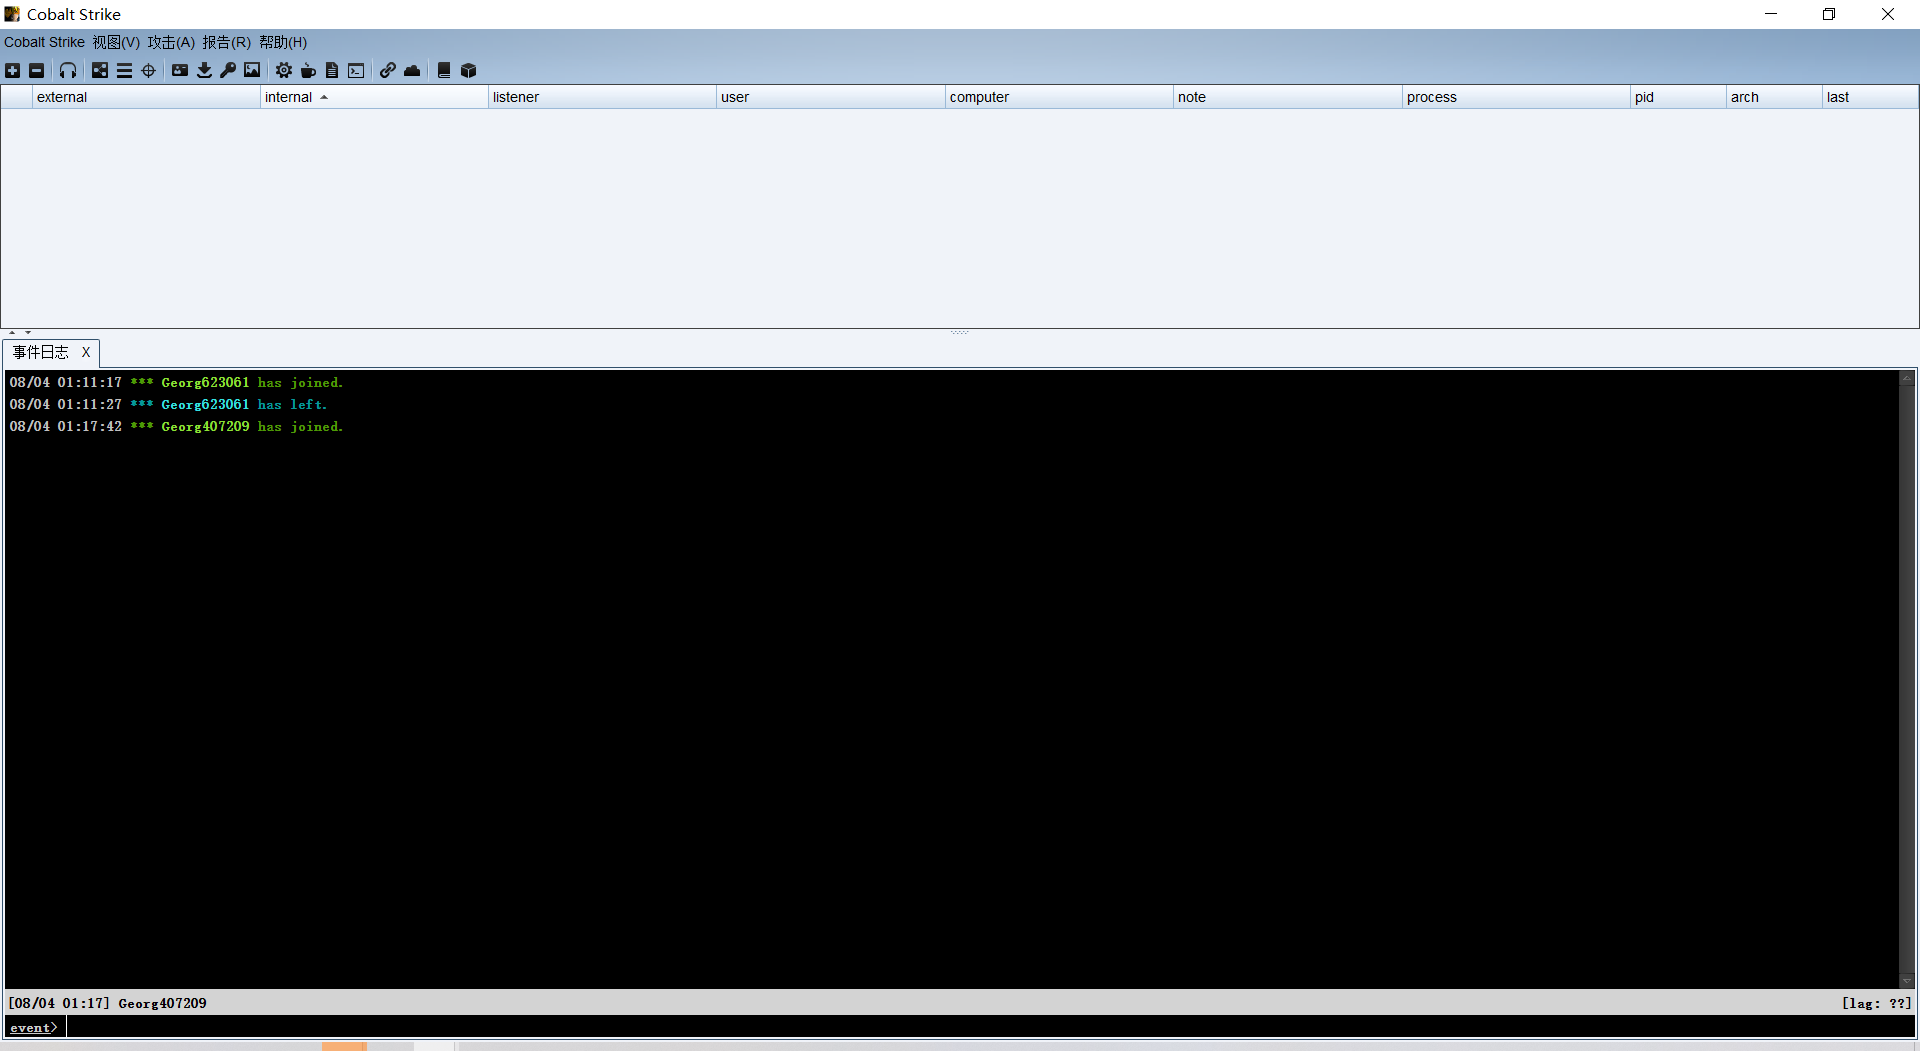 Cobalt Strike
Cobalt Strike 视图(V) 攻击(A) 报告(R) 帮助(H)
external internal listener user computer note process pid arch last
事件日志 X
08/04 01:11:17 *** Georg623061 has joined.
08/04 01:11:27 *** Georg623061 has left.
08/04 01:17:42 *** Georg407209 has joined.
[08/04 01:17] Georg407209 [lag: ??]
event>